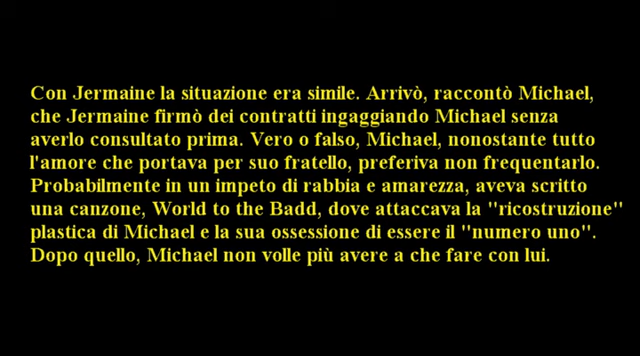 Con Jermaine la situazione era simile. Arrivò, raccontò Michael,
che Jermaine firmò dei contratti ingaggiando Michael senza
averlo consultato prima. Vero o falso, Michael, nonostante tutto
l'amore che portava per suo fratello, preferiva non frequentarlo.
Probabilmente in un impeto di rabbia e amarezza, aveva scritto
una canzone, World to the Badd, dove attaccava la "ricostruzione"
plastica di Michael e la sua ossessione di essere il "numero uno".
Dopo quello, Michael non volle più avere a che fare con lui.